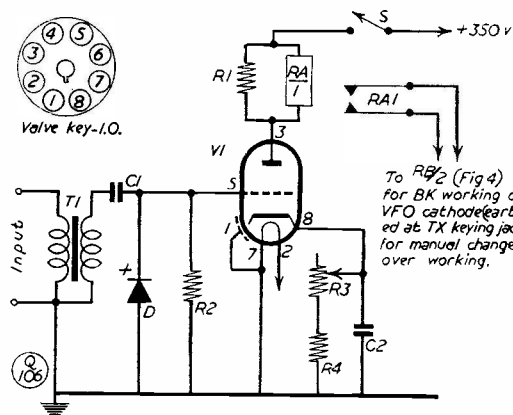 4 5
3 6
2 7
1 8
Valve key-I.O.
S
+350 v
R1
RA/1
RA1
3
V1
To RB/2 (Fig 4)
for BK working o
VFO cathode(eart
ed at TX keying jac
for manual change
over working.
C1
5
T1
Input
8
1
7
2
+
D
R2
R3
R4
C2
Q
106